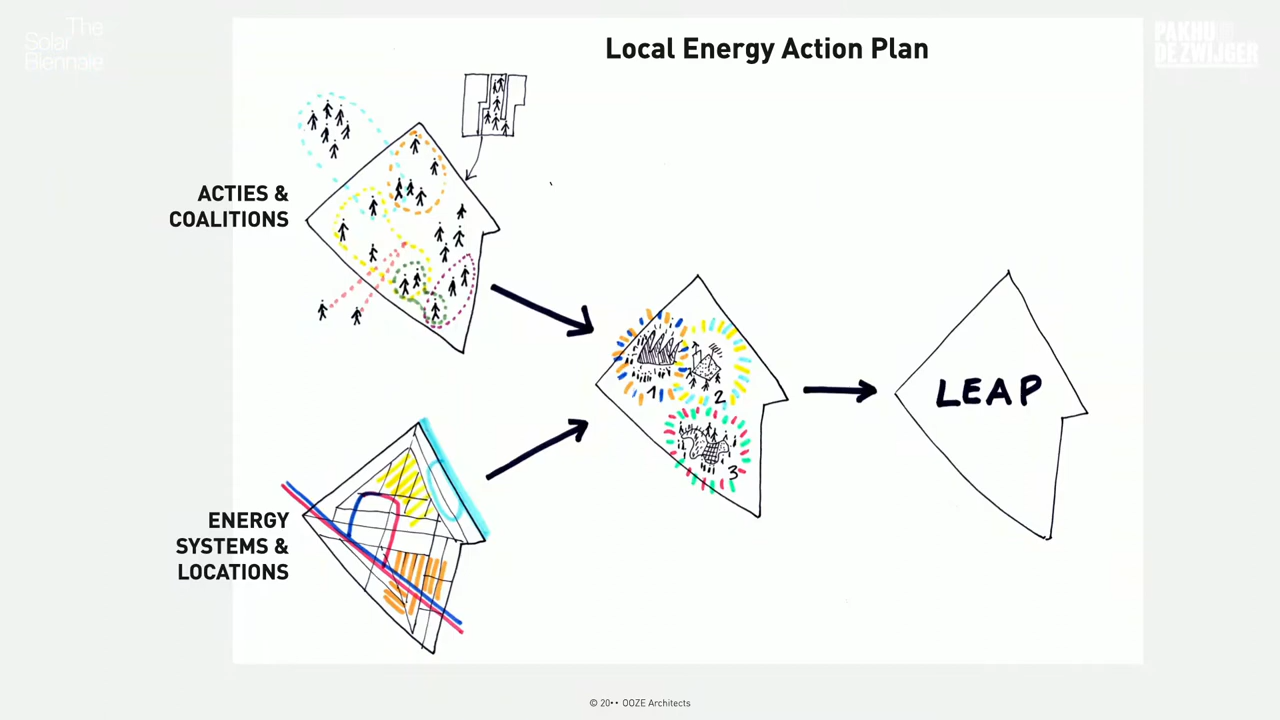 The
Solar
Biennale
PAKHUIS
DE ZWIJGER
Local Energy Action Plan
ACTIES &
COALITIONS
ENERGY
SYSTEMS &
LOCATIONS
1
2
3
LEAP
© 20•• OOZE Architects